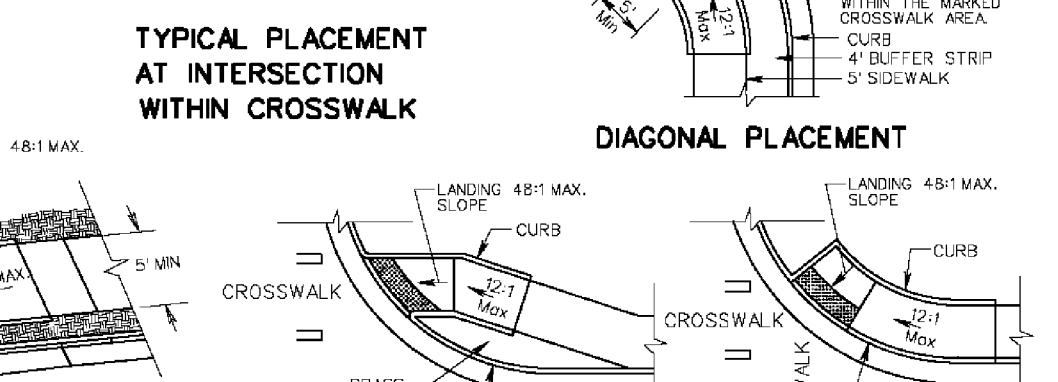 WITHIN THE MARKED
CROSSWALK AREA.
5'
Min
12:1
Max
CURB
4' BUFFER STRIP
5' SIDEWALK
TYPICAL PLACEMENT
AT INTERSECTION
WITHIN CROSSWALK
DIAGONAL PLACEMENT
48:1 MAX.
MAX.
5' MIN
LANDING 48:1 MAX.
SLOPE
CURB
CROSSWALK
12:1
Max
LANDING 48:1 MAX.
SLOPE
CURB
CROSSWALK
12:1
Max